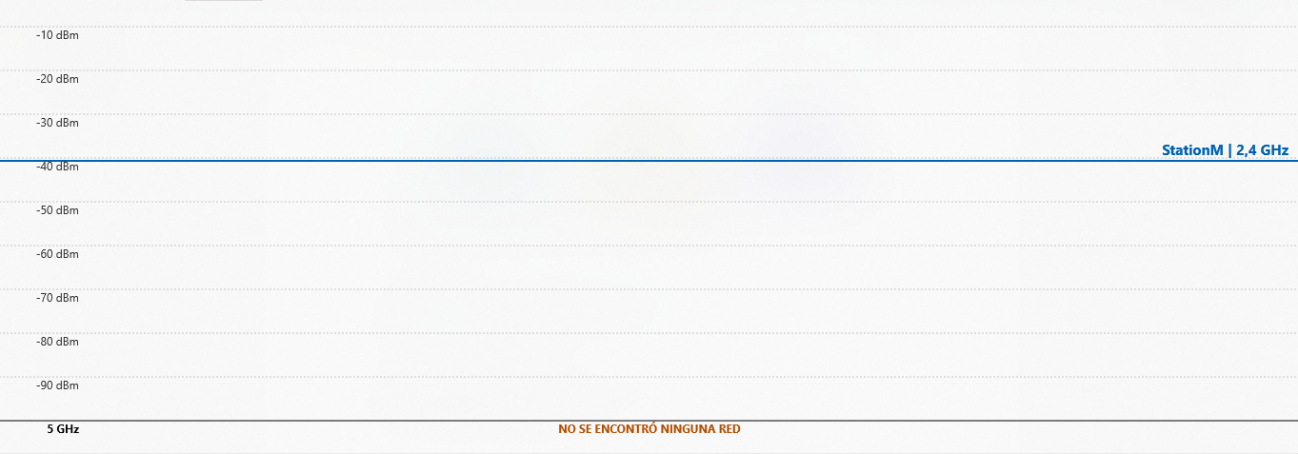 -10 dBm
-20 dBm
-30 dBm
StationM | 2,4 GHz
-40 dBm
-50 dBm
-60 dBm
-70 dBm
-80 dBm
-90 dBm
5 GHz NO SE ENCONTRÓ NINGUNA RED